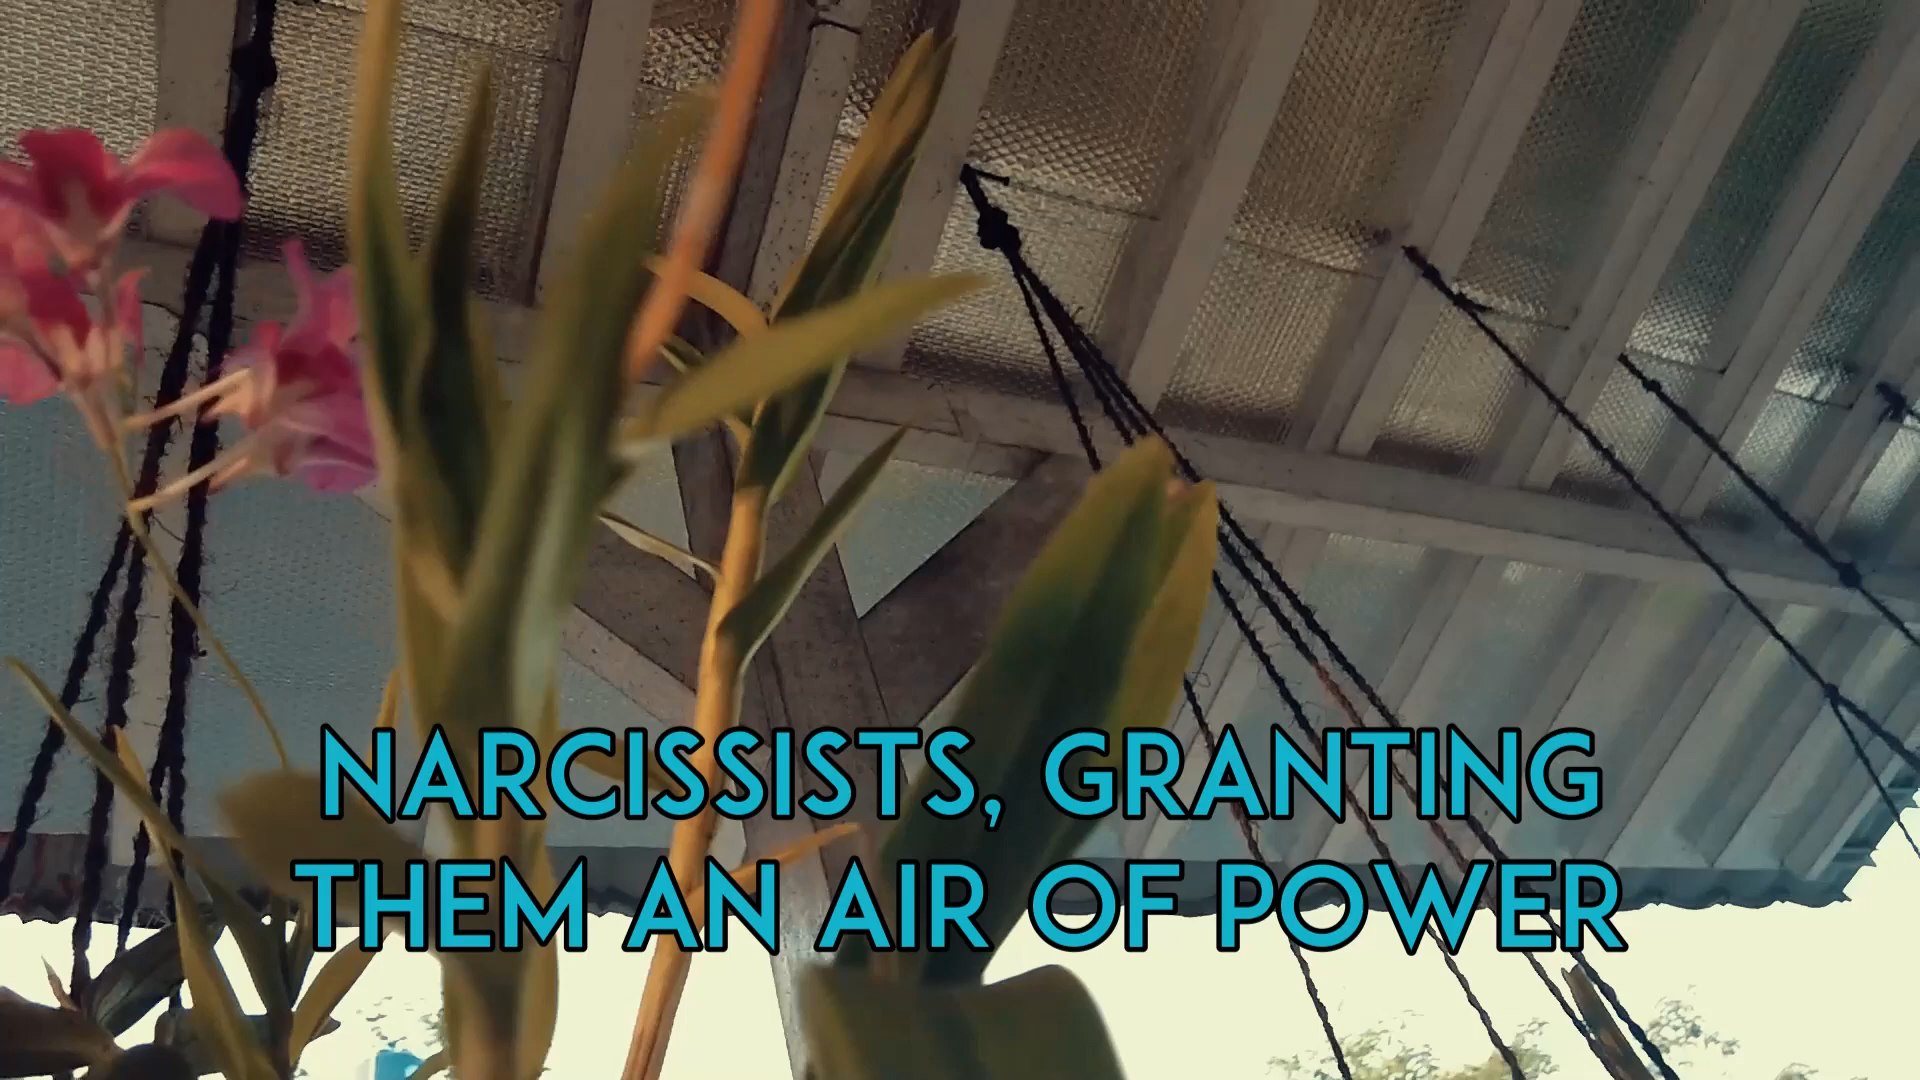 NARCISSISTS, GRANTING
THEM AN AIR OF POWER